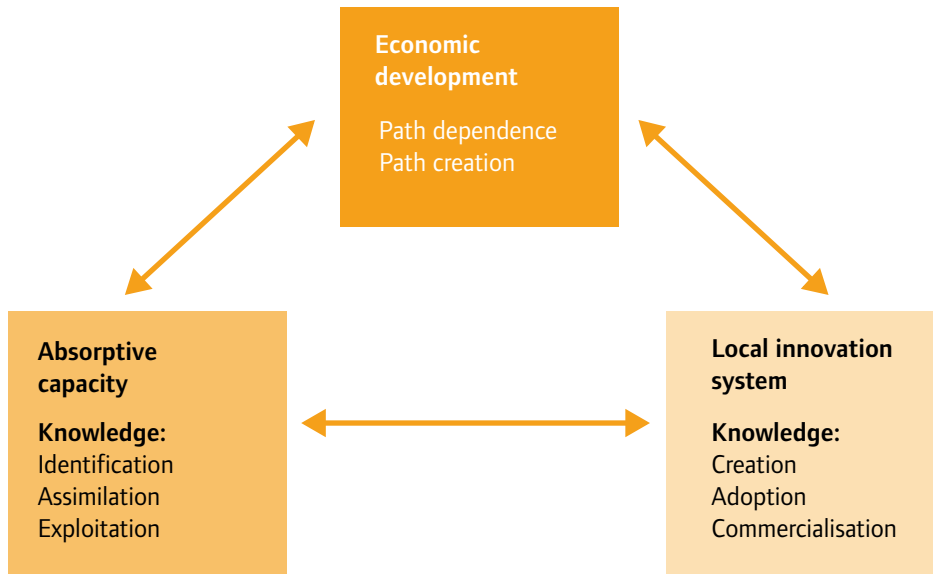 Economic
development
Path dependence
Path creation
Absorptive
capacity
Knowledge:
Identification
Assimilation
Exploitation
Local innovation
system
Knowledge:
Creation
Adoption
Commercialisation